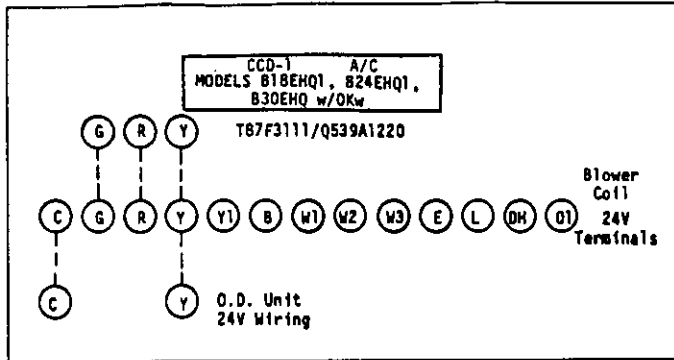 CCD-1 A/C
MODELS B18EHQ1, B24EHQ1,
B30EHQ w/0Kw
T87F3111/Q539A1220
G R Y
Blower
Coil
C G R Y Y1 B W1 W2 W3 E L DH O1
24V
Terminals
C Y O.D. Unit
24V Wiring